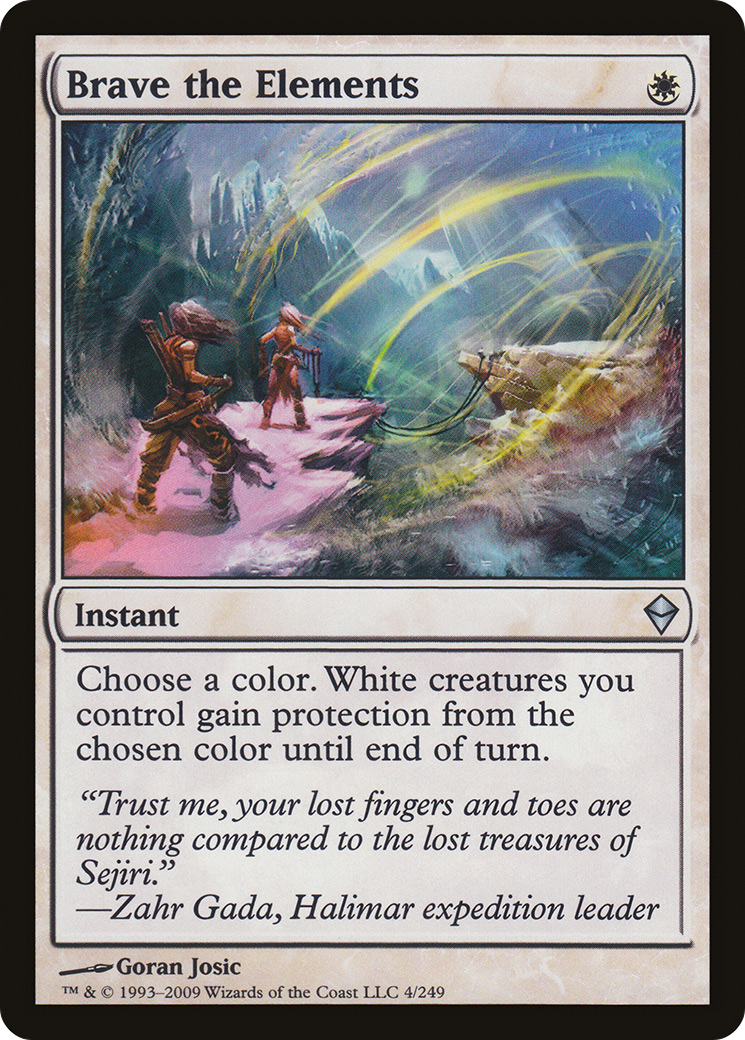 Brave the Elements
Instant
Choose a color. White creatures you
control gain protection from the
chosen color until end of turn.
“Trust me, your lost fingers and toes are
nothing compared to the lost treasures of
Sejiri.”
—Zahr Gada, Halimar expedition leader
Goran Josic
™ & © 1993–2009 Wizards of the Coast LLC 4/249